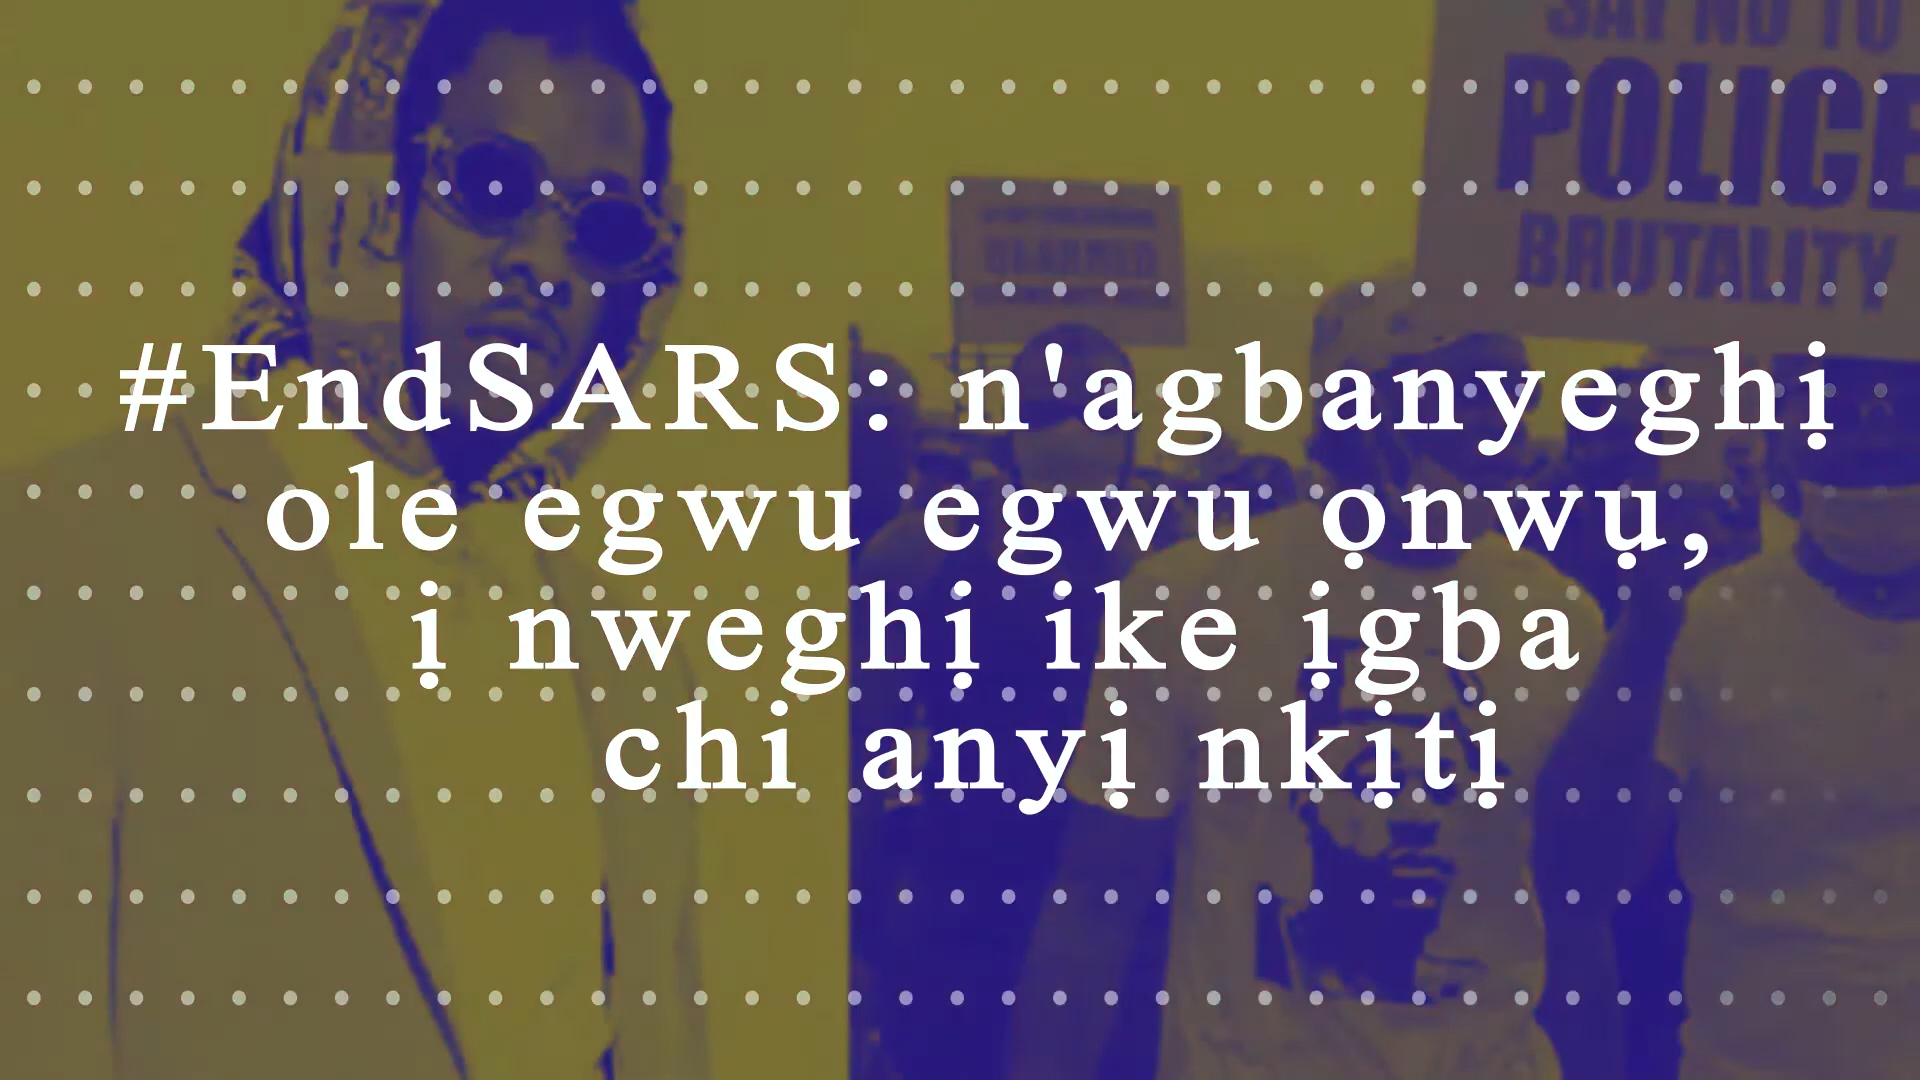 SAY NO TO
POLICE
BRUTALITY
#EndSARS: n'agbanyeghị
ole egwu egwu ọnwụ,
ị nweghị ike ịgba
chi anyị nkịtị